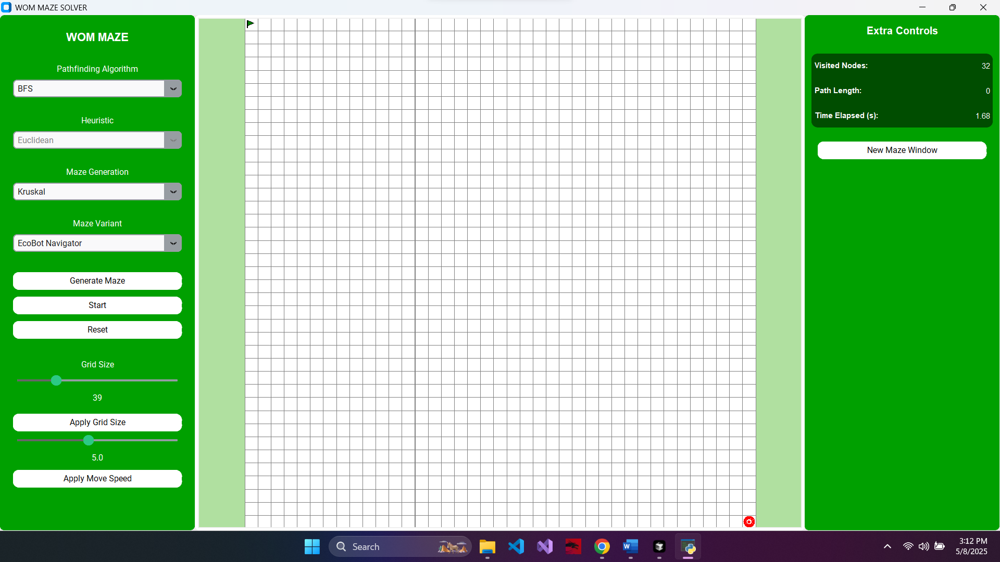 WOM MAZE SOLVER
WOM MAZE
Pathfinding Algorithm
BFS
Heuristic
Euclidean
Maze Generation
Kruskal
Maze Variant
EcoBot Navigator
Generate Maze
Start
Reset
Grid Size
39
Apply Grid Size
5.0
Apply Move Speed
Extra Controls
Visited Nodes: 32
Path Length: 0
Time Elapsed (s): 1.68
New Maze Window
Search
3:12 PM
5/8/2025